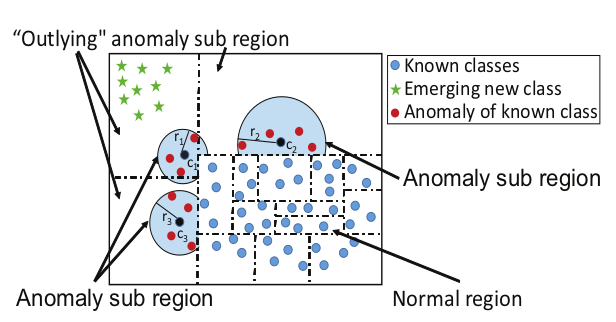 “Outlying" anomaly sub region
Known classes
Emerging new class
Anomaly of known class
r1
c1
r2
c2
Anomaly sub region
r3
c3
Anomaly sub region
Normal region